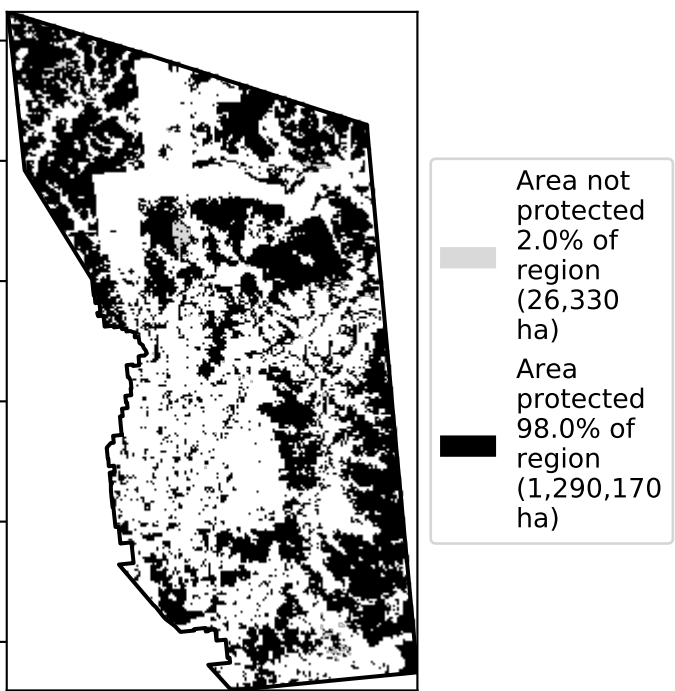 Area not
protected
2.0% of
region
(26,330
ha)
Area
protected
98.0% of
region
(1,290,170
ha)